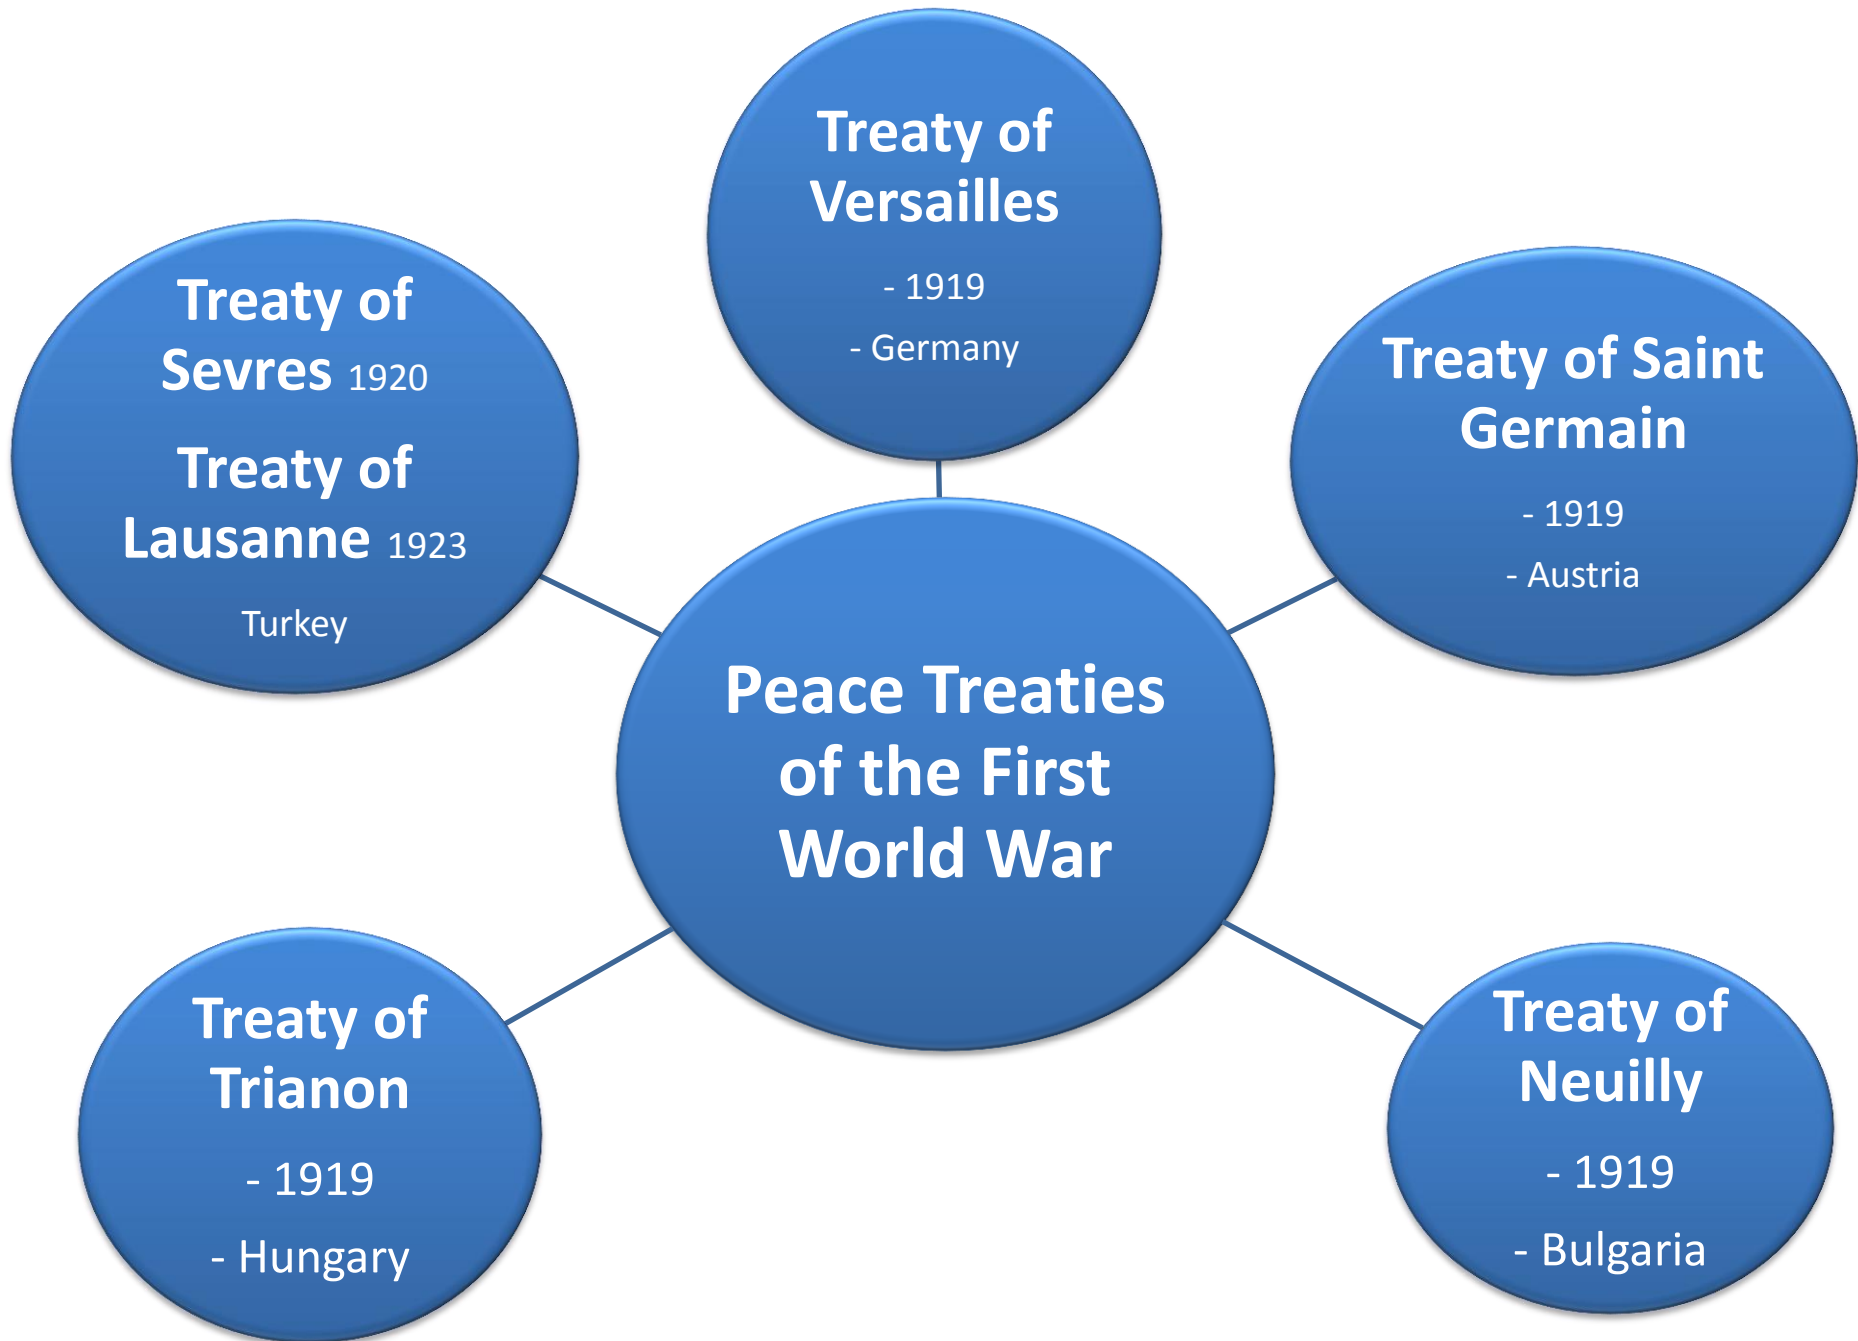 Treaty of
Versailles
- 1919
- Germany
Treaty of
Sevres 1920
Treaty of
Lausanne 1923
Turkey
Treaty of Saint
Germain
- 1919
- Austria
Peace Treaties
of the First
World War
Treaty of
Trianon
- 1919
- Hungary
Treaty of
Neuilly
- 1919
- Bulgaria